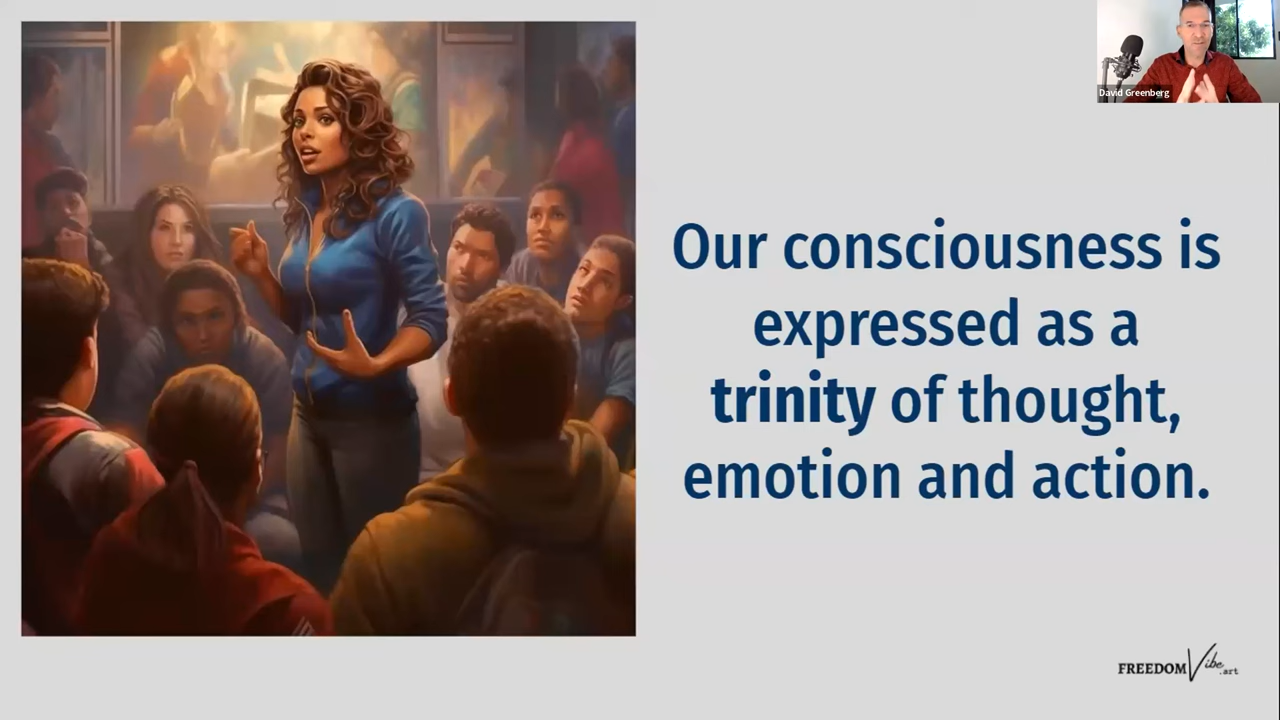 David Greenberg
Our consciousness is
expressed as a
trinity of thought,
emotion and action.
FREEDOM Vibe .art